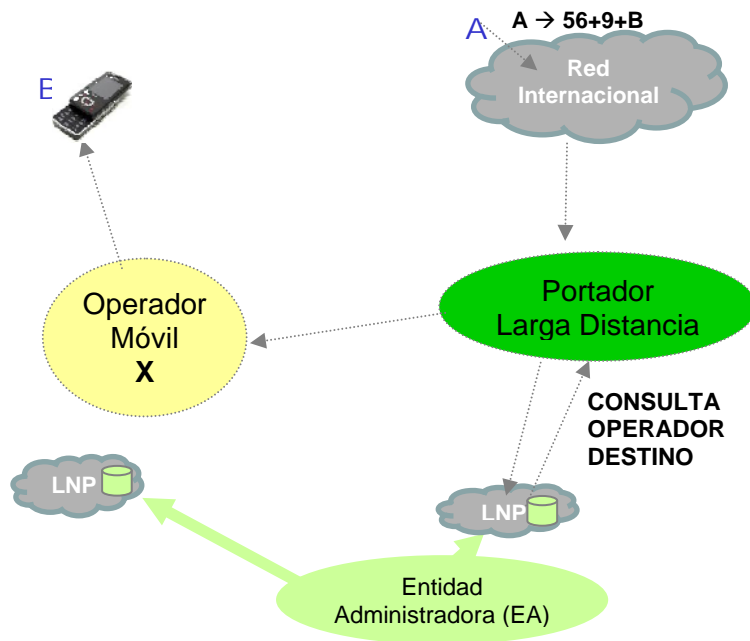 A → 56+9+B
A
Red
Internacional
B
Operador
Móvil
X
Portador
Larga Distancia
CONSULTA
OPERADOR
DESTINO
LNP
LNP
Entidad
Administradora (EA)